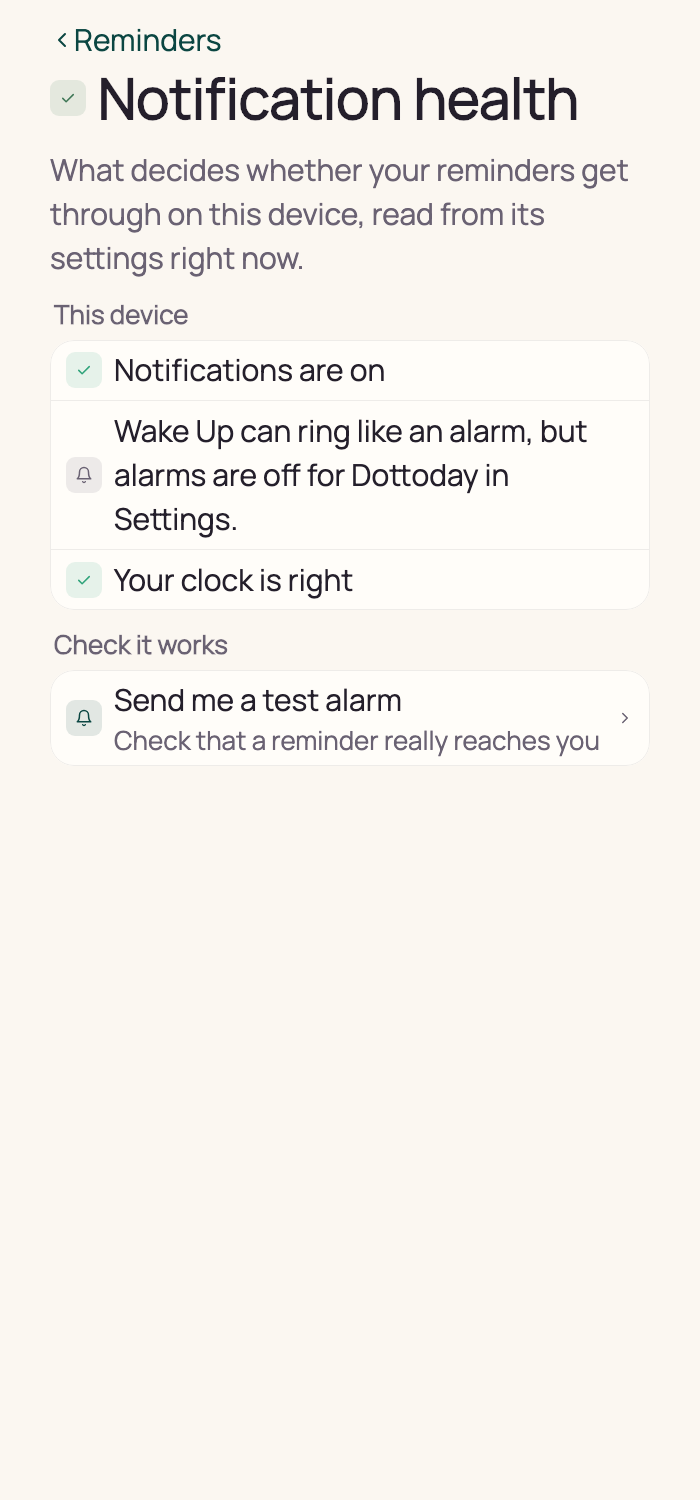 Reminders
Notification health
What decides whether your reminders get
through on this device, read from its
settings right now.
This device
Notifications are on
Wake Up can ring like an alarm, but
alarms are off for Dottoday in
Settings.
Your clock is right
Check it works
Send me a test alarm
Check that a reminder really reaches you